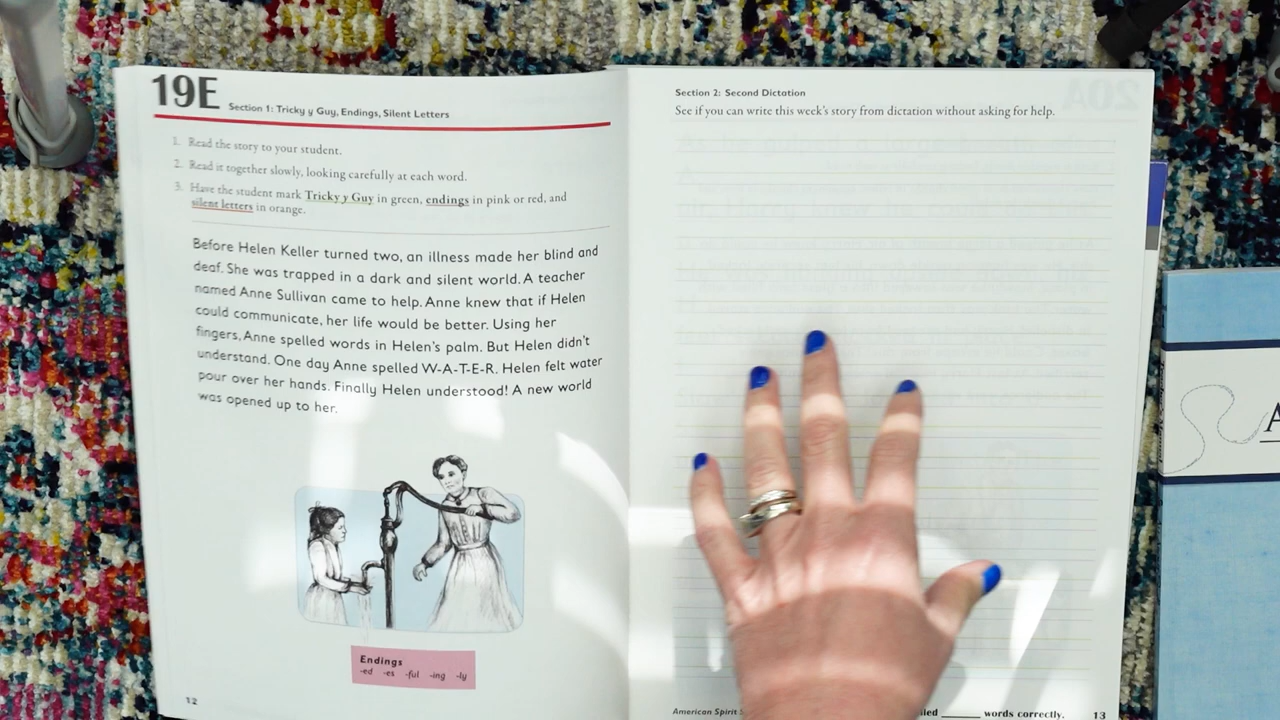 19E Section 1: Tricky y Guy, Endings, Silent Letters
1. Read the story to your student.
2. Read it together slowly, looking carefully at each word.
3. Have the student mark Tricky y Guy in green, endings in pink or red, and
silent letters in orange.
Before Helen Keller turned two, an illness made her blind and
deaf. She was trapped in a dark and silent world. A teacher
named Anne Sullivan came to help. Anne knew that if Helen
could communicate, her life would be better. Using her
fingers, Anne spelled words in Helen's palm. But Helen didn't
understand. One day Anne spelled W-A-T-E-R. Helen felt water
pour over her hands. Finally Helen understood! A new world
was opened up to her.
Endings
-ed -es -ful -ing -ly
12
Section 2: Second Dictation
See if you can write this week's story from dictation without asking for help.
American Spirit
words correctly. 13
20A
A